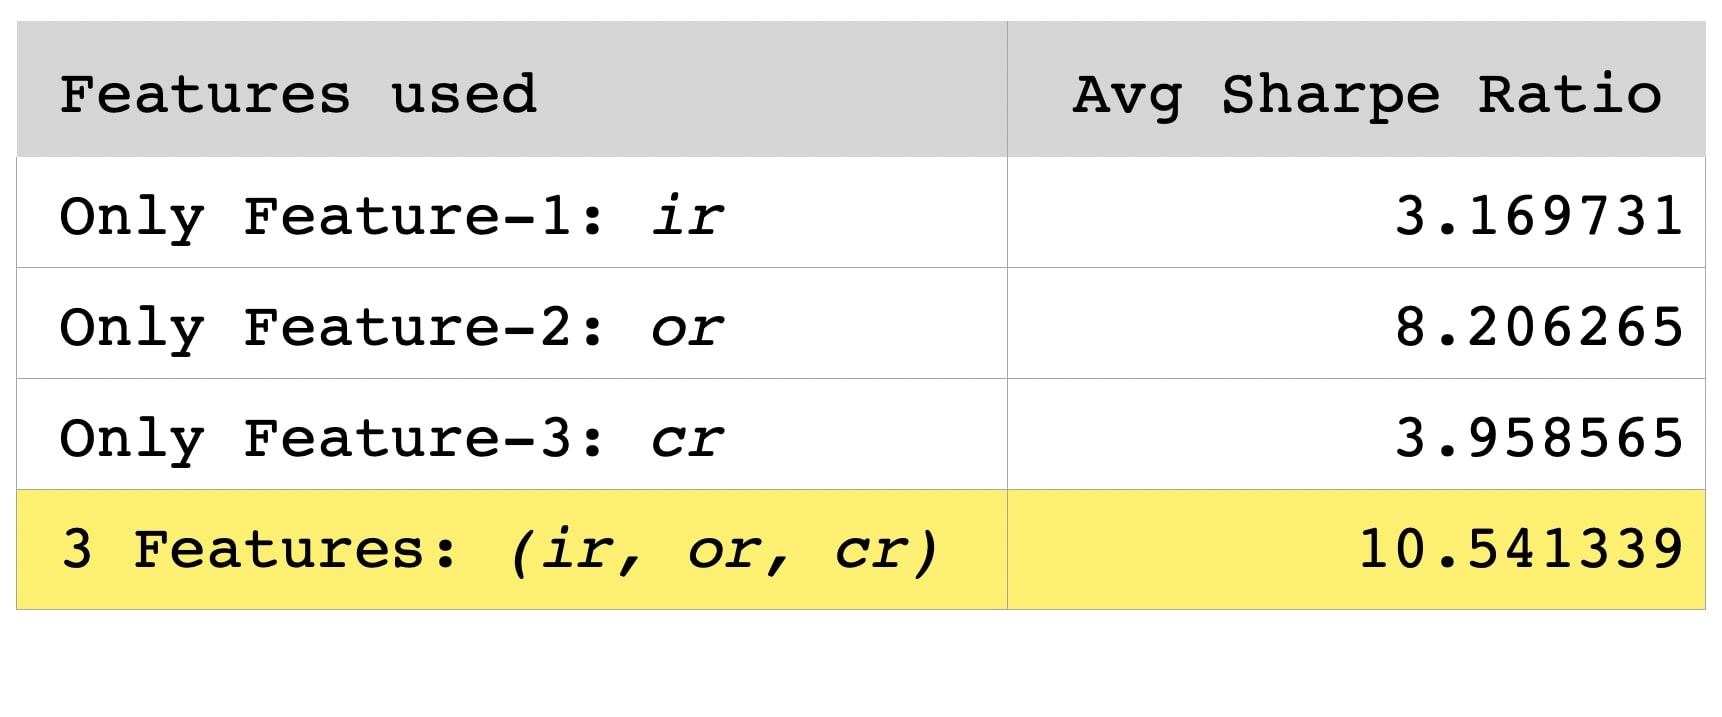 Features used Avg Sharpe Ratio
Only Feature-1: ir 3.169731
Only Feature-2: or 8.206265
Only Feature-3: cr 3.958565
3 Features: (ir, or, cr) 10.541339